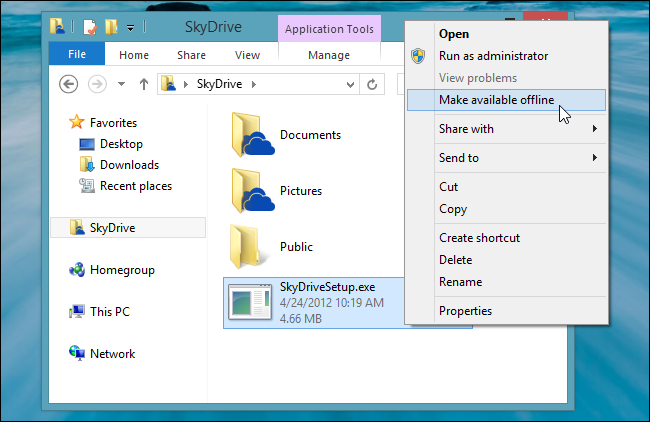 SkyDrive
Application Tools
File
Home
Share
View
Manage
SkyDrive
Favorites
Desktop
Downloads
Recent places
SkyDrive
Homegroup
This PC
Network
Documents
Pictures
Public
SkyDriveSetup.exe
4/24/2012 10:19 AM
4.66 MB
Open
Run as administrator
View problems
Make available offline
Share with
Send to
Cut
Copy
Create shortcut
Delete
Rename
Properties